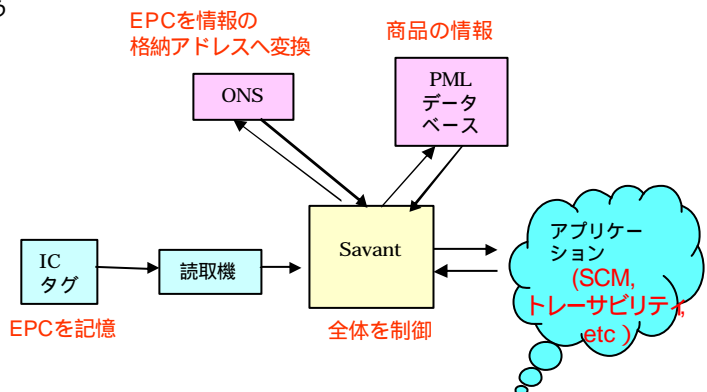 る
EPCを情報の
格納アドレスへ変換
商品の情報
ONS
PML
データ
ベース
Savant
アプリケー
ション
(SCM,
トレーサビリティ,
etc )
IC
タグ
読取機
EPCを記憶
全体を制御